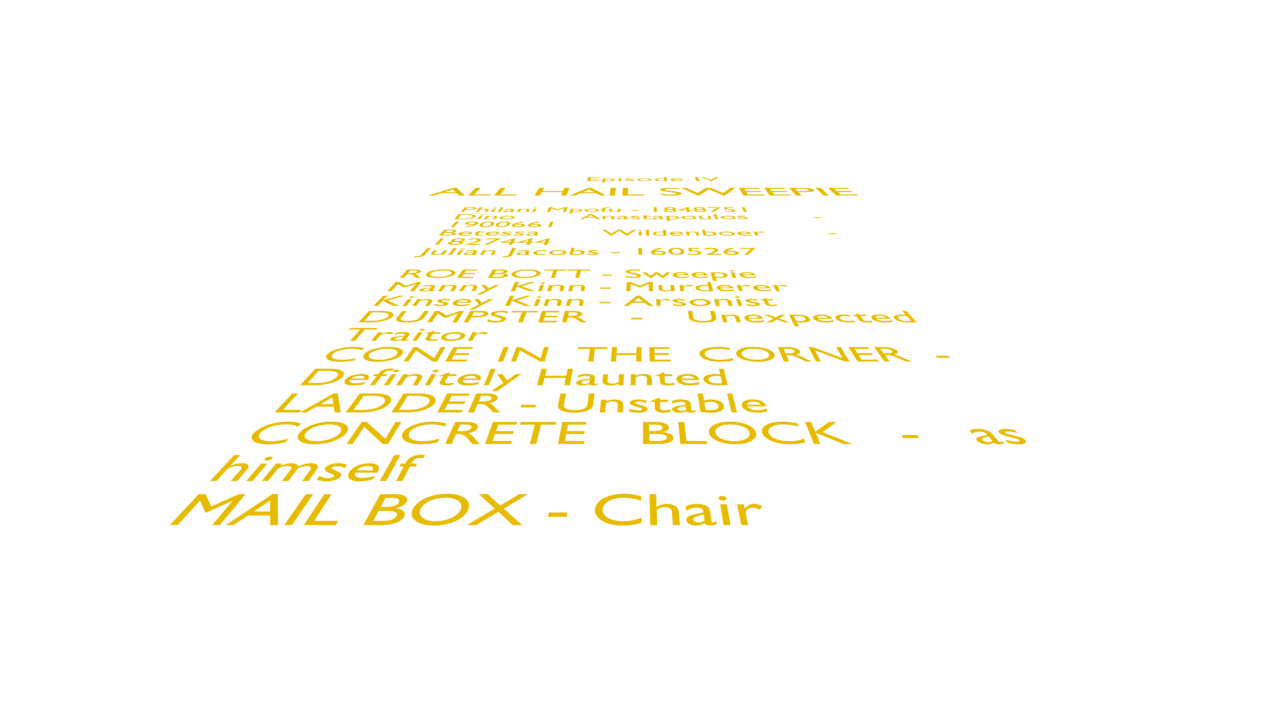 Episode IV
ALL HAIL SWEEPIE
Philani Mpofu - 1848751
Dino Anastapoulos -
1900661
Betessa Wildenboer -
1827444
Julian Jacobs - 1605267
ROE BOTT - Sweepie
Manny Kinn - Murderer
Kinsey Kinn - Arsonist
DUMPSTER - Unexpected
Traitor
CONE IN THE CORNER -
Definitely Haunted
LADDER - Unstable
CONCRETE BLOCK - as
himself
MAIL BOX - Chair